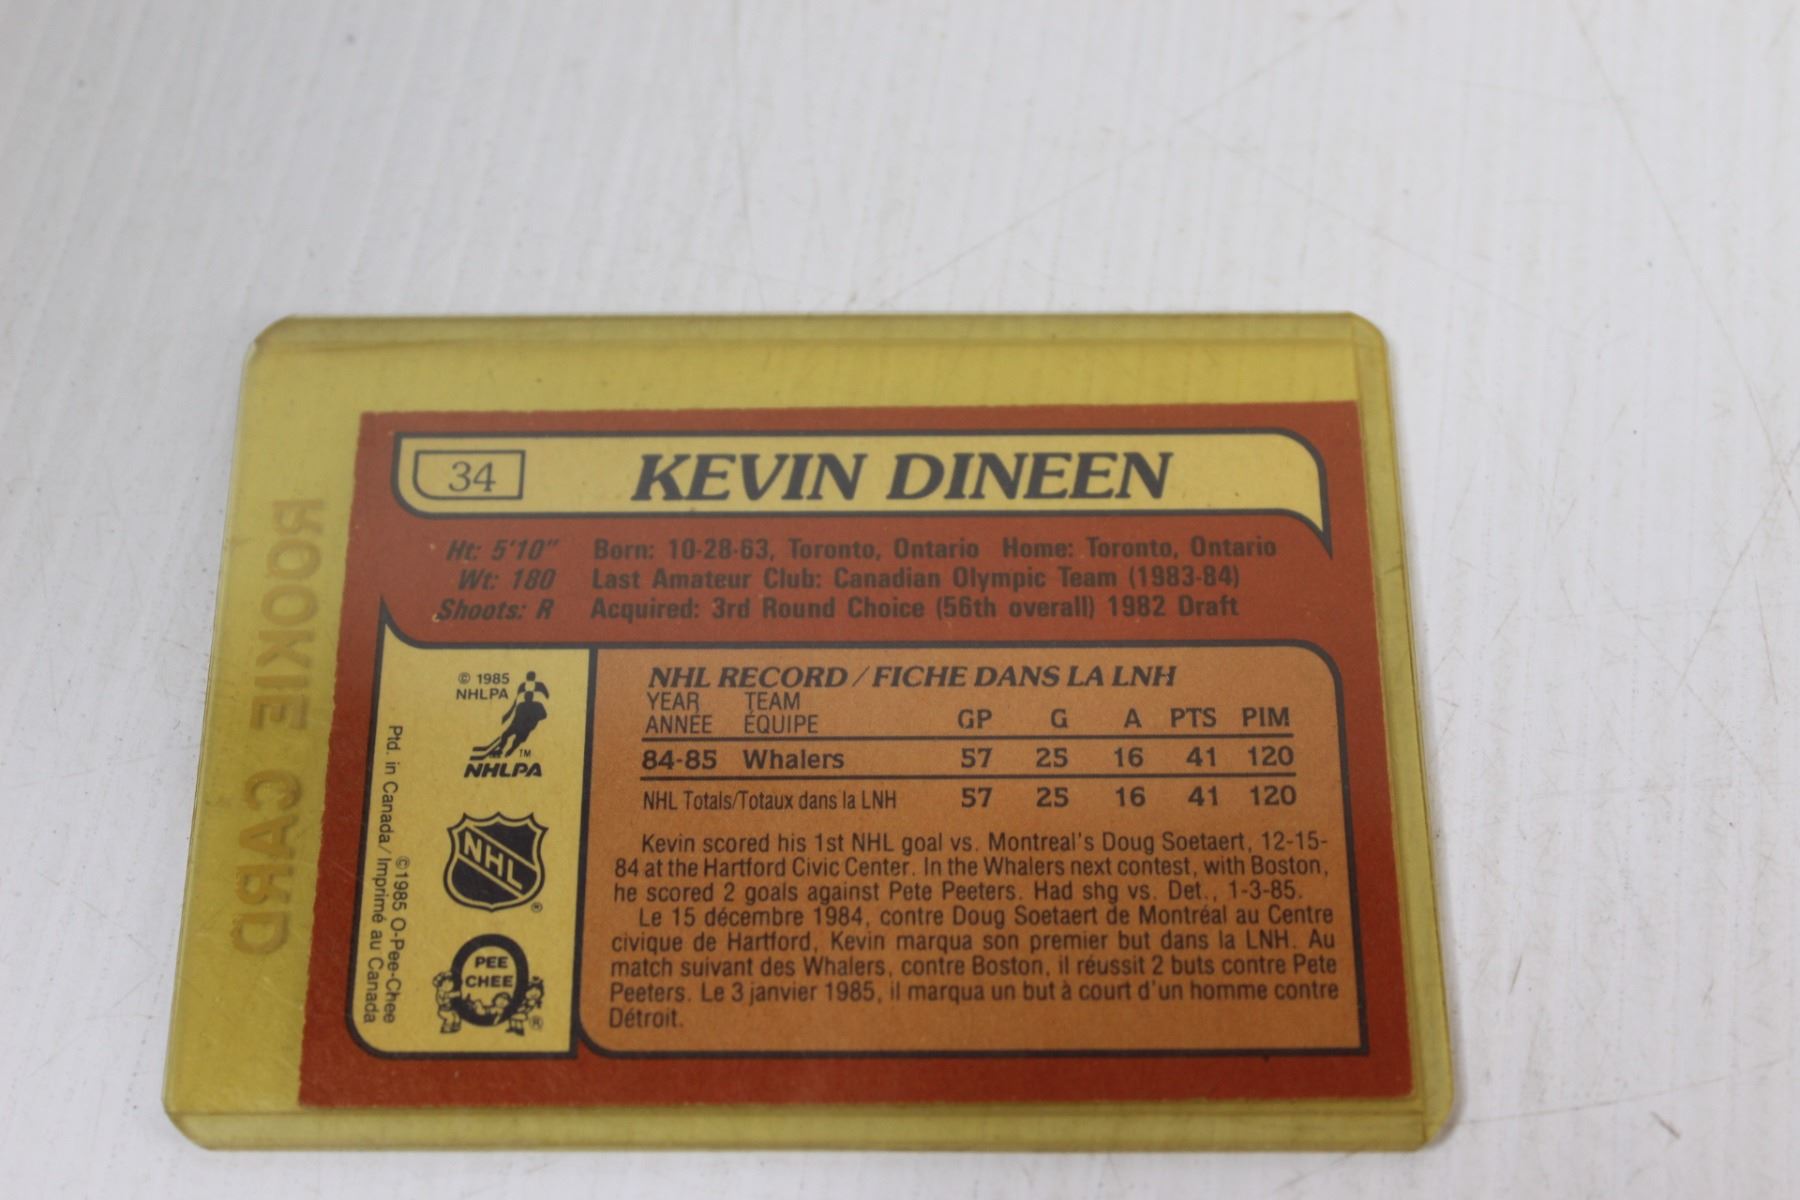 34
KEVIN DINEEN
Ht: 5'10" Born: 10-28-63, Toronto, Ontario Home: Toronto, Ontario
Wt: 180 Last Amateur Club: Canadian Olympic Team (1983-84)
Shoots: R Acquired: 3rd Round Choice (56th overall) 1982 Draft
© 1985
NHLPA
TM
NHLPA
NHL
®
PEE
CHEE
®
Ptd. in Canada/Imprimé au Canada
©1985 O-Pee-Chee
NHL RECORD / FICHE DANS LA LNH
YEAR TEAM
ANNÉE ÉQUIPE GP G A PTS PIM
84-85 Whalers 57 25 16 41 120
NHL Totals/Totaux dans la LNH 57 25 16 41 120
Kevin scored his 1st NHL goal vs. Montreal's Doug Soetaert, 12-15-
84 at the Hartford Civic Center. In the Whalers next contest, with Boston,
he scored 2 goals against Pete Peeters. Had shg vs. Det., 1-3-85.
Le 15 décembre 1984, contre Doug Soetaert de Montréal au Centre
civique de Hartford, Kevin marqua son premier but dans la LNH. Au
match suivant des Whalers, contre Boston, il réussit 2 buts contre Pete
Peeters. Le 3 janvier 1985, il marqua un but à court d'un homme contre
Détroit.
ROOKIE CARD